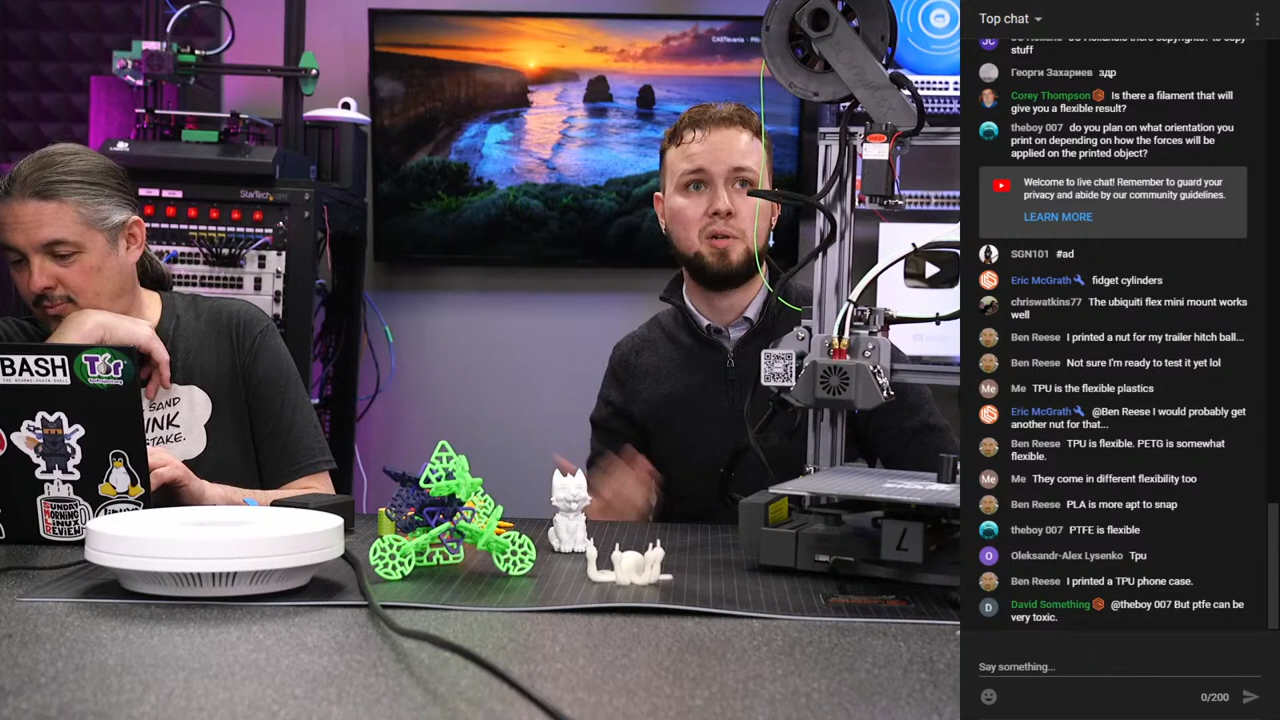 Top chat
stuff
Георги Захариев здр
Corey Thompson Is there a filament that will
give you a flexible result?
theboy 007 do you plan on what orientation you
print on depending on how the forces will be
applied on the printed object?
Welcome to live chat! Remember to guard your
privacy and abide by our community guidelines.
LEARN MORE
SGN101 #ad
Eric McGrath fidget cylinders
chriswatkins77 The ubiquiti flex mini mount works
well
Ben Reese I printed a nut for my trailer hitch ball...
Ben Reese Not sure I'm ready to test it yet lol
Me Me TPU is the flexible plastics
Eric McGrath @Ben Reese I would probably get
another nut for that...
Ben Reese TPU is flexible. PETG is somewhat
flexible.
Me Me They come in different flexibility too
Ben Reese PLA is more apt to snap
theboy 007 PTFE is flexible
O Oleksandr-Alex Lysenko Tpu
Ben Reese I printed a TPU phone case.
D David Something @theboy 007 But ptfe can be
very toxic.
Say something...
0/200
StarTech
BASH
Tor
SAND
STAKE.
SUNDAY
MORNING
LINUX
REVIEW